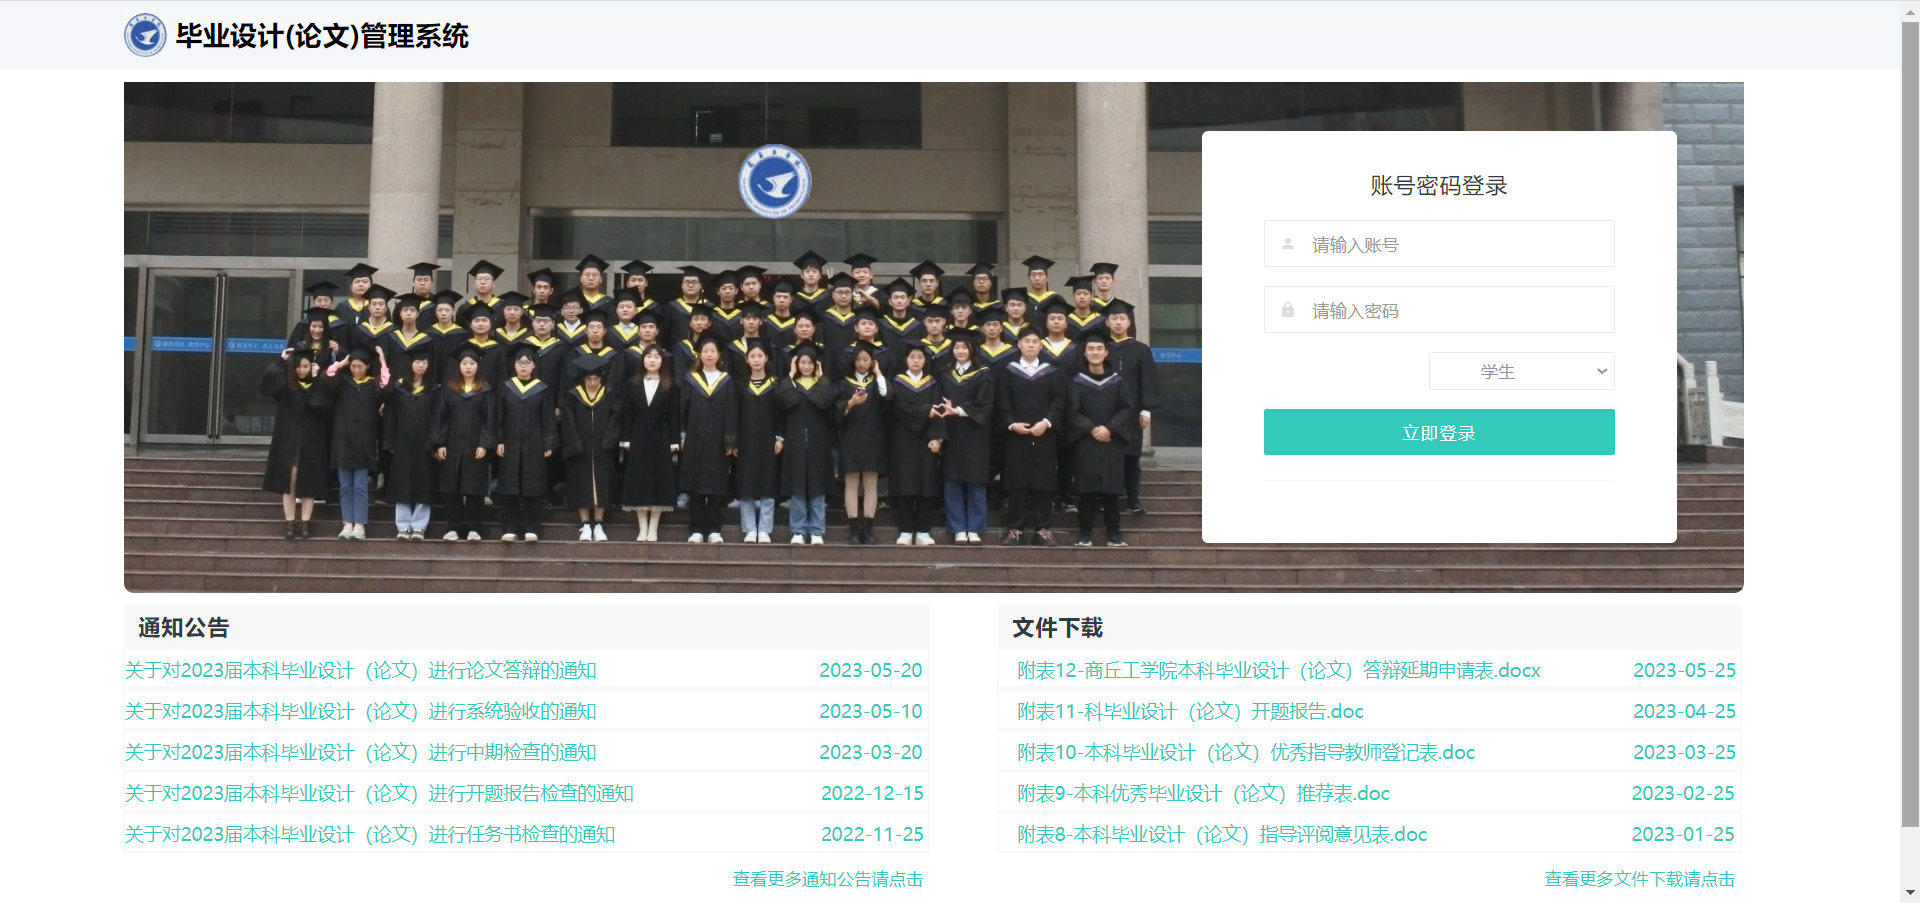 毕业设计(论文)管理系统
账号密码登录
请输入账号
请输入密码
学生
立即登录
通知公告
关于对2023届本科毕业设计（论文）进行论文答辩的通知 2023-05-20
关于对2023届本科毕业设计（论文）进行系统验收的通知 2023-05-10
关于对2023届本科毕业设计（论文）进行中期检查的通知 2023-03-20
关于对2023届本科毕业设计（论文）进行开题报告检查的通知 2022-12-15
关于对2023届本科毕业设计（论文）进行任务书检查的通知 2022-11-25
查看更多通知公告请点击
文件下载
附表12-商丘工学院本科毕业设计（论文）答辩延期申请表.docx 2023-05-25
附表11-科毕业设计（论文）开题报告.doc 2023-04-25
附表10-本科毕业设计（论文）优秀指导教师登记表.doc 2023-03-25
附表9-本科优秀毕业设计（论文）推荐表.doc 2023-02-25
附表8-本科毕业设计（论文）指导评阅意见表.doc 2023-01-25
查看更多文件下载请点击